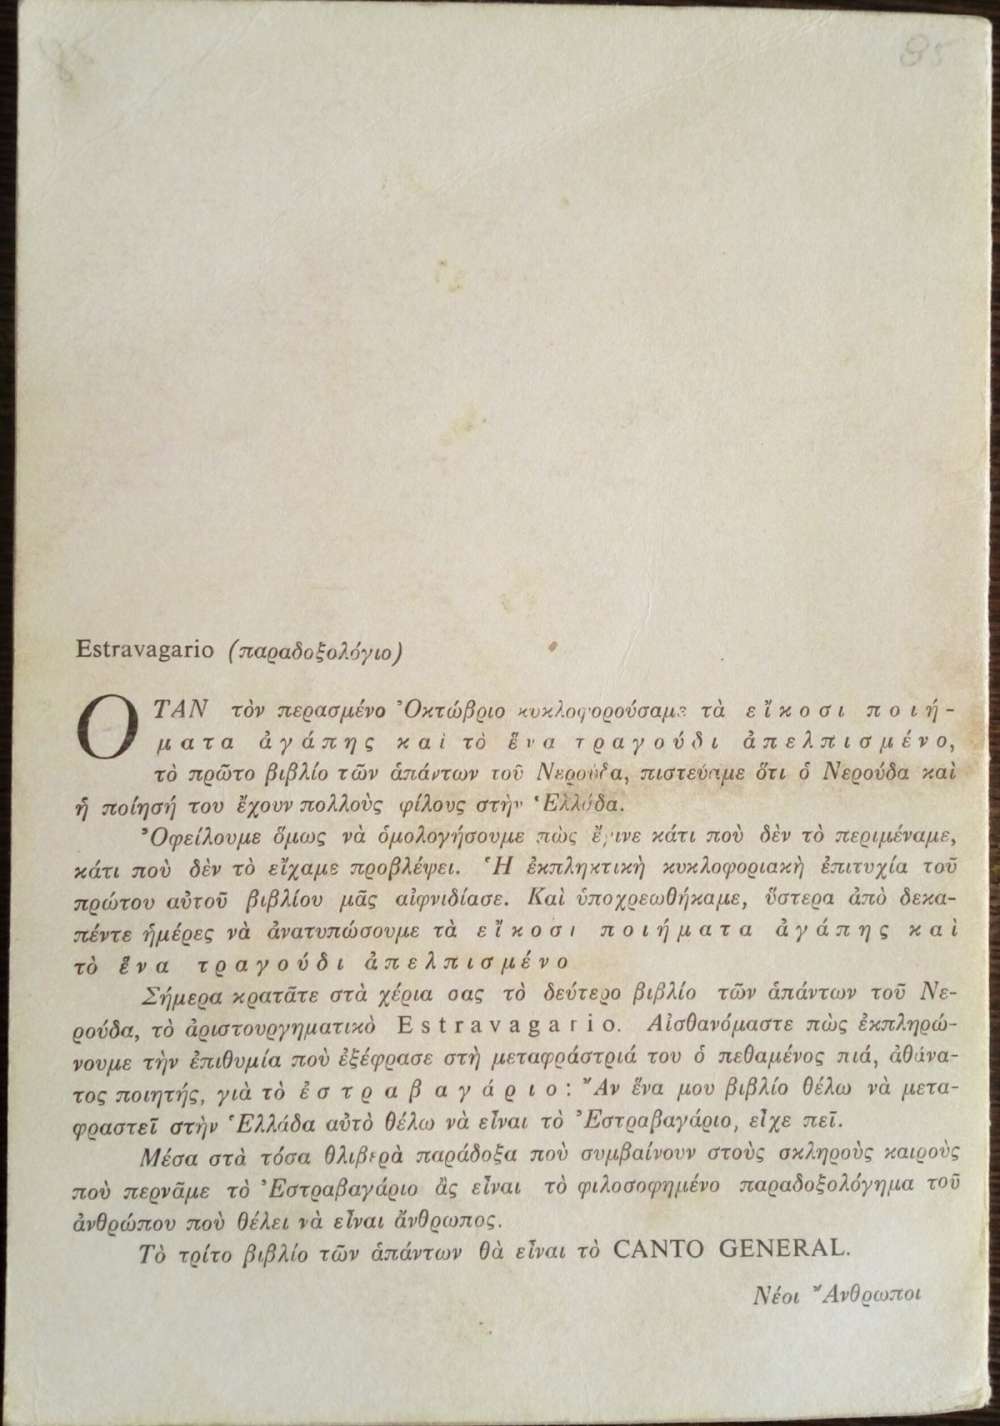 95
Estravagario (παραδοξολόγιο)
ΟΤΑΝ τὸν περασμένο Ὀκτώβριο κυκλοφορούσαμε τὰ εἴκοσι ποιή-
ματα ἀγάπης καὶ τὸ ἕνα τραγούδι ἀπελπισμένο,
τὸ πρῶτο βιβλίο τῶν ἁπάντων τοῦ Νερούδα, πιστεύαμε ὅτι ὁ Νερούδα καὶ
ἡ ποίησή του ἔχουν πολλοὺς φίλους στὴν Ἑλλάδα.
Ὀφείλουμε ὅμως νὰ ὁμολογήσουμε πὼς ἔγινε κάτι ποὺ δὲν τὸ περιμέναμε,
κάτι ποὺ δὲν τὸ εἴχαμε προβλέψει. Ἡ ἐκπληκτικὴ κυκλοφοριακὴ ἐπιτυχία τοῦ
πρώτου αὐτοῦ βιβλίου μᾶς αἰφνιδίασε. Καὶ ὑποχρεωθήκαμε, ὕστερα ἀπὸ δεκα-
πέντε ἡμέρες νὰ ἀνατυπώσουμε τὰ εἴκοσι ποιήματα ἀγάπης καὶ
τὸ ἕνα τραγούδι ἀπελπισμένο
Σήμερα κρατᾶτε στὰ χέρια σας τὸ δεύτερο βιβλίο τῶν ἁπάντων τοῦ Νε-
ρούδα, τὸ ἀριστουργηματικὸ Estravagario. Αἰσθανόμαστε πὼς ἐκπληρώ-
νουμε τὴν ἐπιθυμία ποὺ ἐξέφρασε στὴ μεταφράστριά του ὁ πεθαμένος πιά, ἀθάνα-
τος ποιητής, γιὰ τὸ ἐστραβαγάριο: Ἂν ἕνα μου βιβλίο θέλω νὰ μετα-
φραστεῖ στὴν Ἑλλάδα αὐτὸ θέλω νὰ εἶναι τὸ Ἐστραβαγάριο, εἶχε πεῖ.
Μέσα στὰ τόσα θλιβερὰ παράδοξα ποὺ συμβαίνουν στοὺς σκληροὺς καιροὺς
ποὺ περνᾶμε τὸ Ἐστραβαγάριο ἂς εἶναι τὸ φιλοσοφημένο παραδοξολόγημα τοῦ
ἀνθρώπου ποὺ θέλει νὰ εἶναι ἄνθρωπος.
Τὸ τρίτο βιβλίο τῶν ἁπάντων θὰ εἶναι τὸ CANTO GENERAL.
Νέοι Ἄνθρωποι